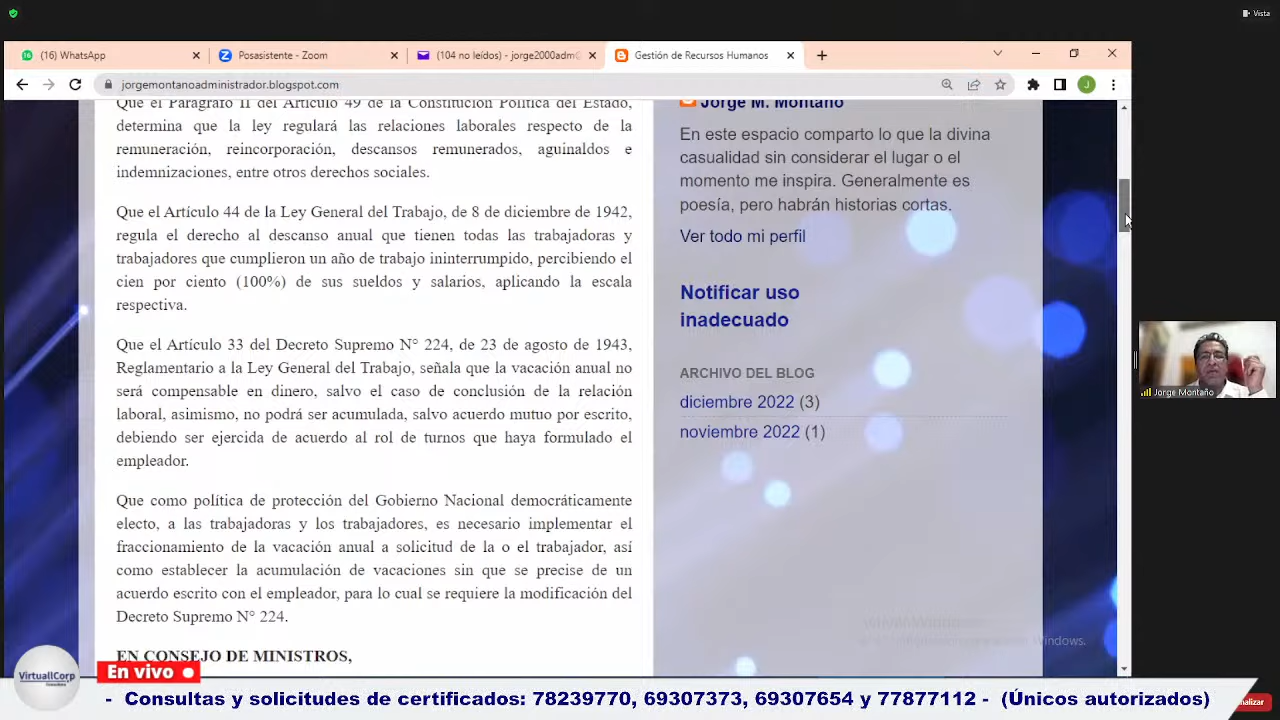 Vista
(16) WhatsApp
Posasistente - Zoom
(104 no leídos) - jorge2000adm
Gestión de Recursos Humanos
jorgemontanoadministrador.blogspot.com
Que el Parágrafo II del Artículo 49 de la Constitución Política del Estado,
determina que la ley regulará las relaciones laborales respecto de la
remuneración, reincorporación, descansos remunerados, aguinaldos e
indemnizaciones, entre otros derechos sociales.
Que el Artículo 44 de la Ley General del Trabajo, de 8 de diciembre de 1942,
regula el derecho al descanso anual que tienen todas las trabajadoras y
trabajadores que cumplieron un año de trabajo ininterrumpido, percibiendo el
cien por ciento (100%) de sus sueldos y salarios, aplicando la escala
respectiva.
Que el Artículo 33 del Decreto Supremo N° 224, de 23 de agosto de 1943,
Reglamentario a la Ley General del Trabajo, señala que la vacación anual no
será compensable en dinero, salvo el caso de conclusión de la relación
laboral, asimismo, no podrá ser acumulada, salvo acuerdo mutuo por escrito,
debiendo ser ejercida de acuerdo al rol de turnos que haya formulado el
empleador.
Que como política de protección del Gobierno Nacional democráticamente
electo, a las trabajadoras y los trabajadores, es necesario implementar el
fraccionamiento de la vacación anual a solicitud de la o el trabajador, así
como establecer la acumulación de vacaciones sin que se precise de un
acuerdo escrito con el empleador, para lo cual se requiere la modificación del
Decreto Supremo N° 224.
EN CONSEJO DE MINISTROS,
Jorge M. Montaño
En este espacio comparto lo que la divina
casualidad sin considerar el lugar o el
momento me inspira. Generalmente es
poesía, pero habrán historias cortas.
Ver todo mi perfil
Notificar uso
inadecuado
ARCHIVO DEL BLOG
diciembre 2022 (3)
noviembre 2022 (1)
Windows.
J
Jorge Montaño
VirtuallCorp
En vivo
- Consultas y solicitudes de certificados: 78239770, 69307373, 69307654 y 77877112 - (Únicos autorizados)